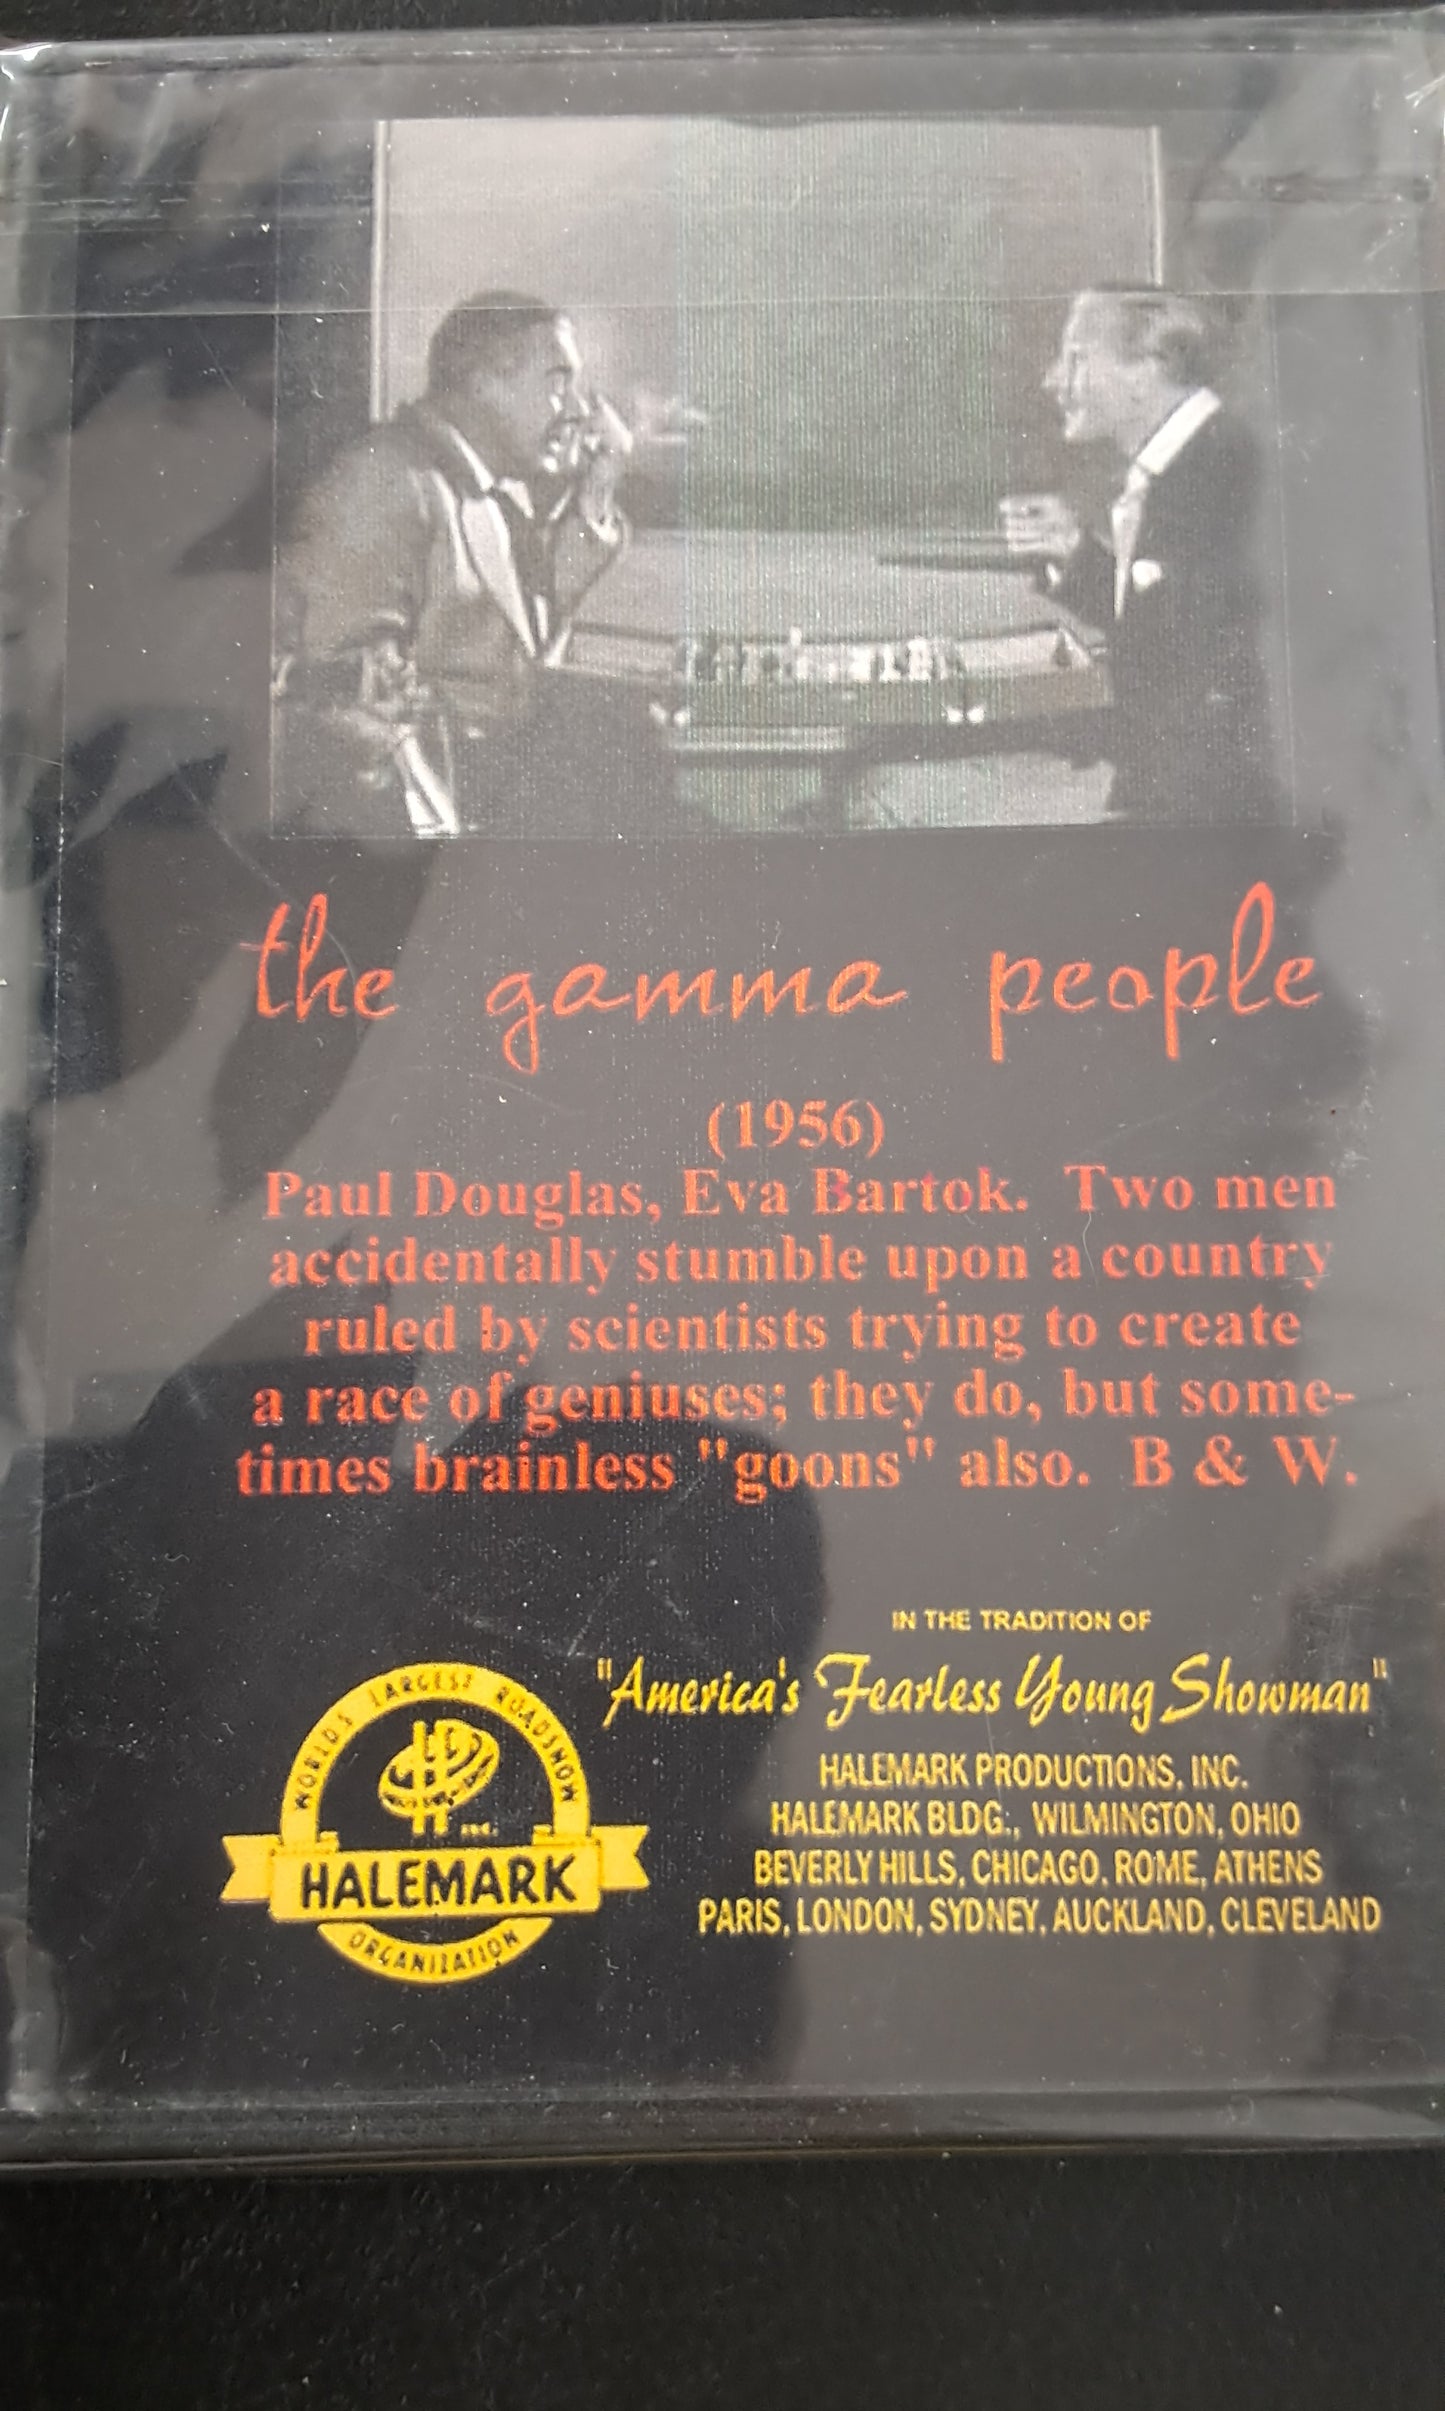 the gamma people
(1956)
Paul Douglas, Eva Bartok. Two men
accidentally stumble upon a country
ruled by scientists trying to create
a race of geniuses; they do, but some-
times brainless "goons" also. B & W.
IN THE TRADITION OF
"America's Fearless Young Showman"
HALEMARK PRODUCTIONS, INC.
HALEMARK BLDG., WILMINGTON, OHIO
BEVERLY HILLS, CHICAGO, ROME, ATHENS
PARIS, LONDON, SYDNEY, AUCKLAND, CLEVELAND
WORLDS LARGEST ROADSHOW
INC.
HALEMARK
ORGANIZATION